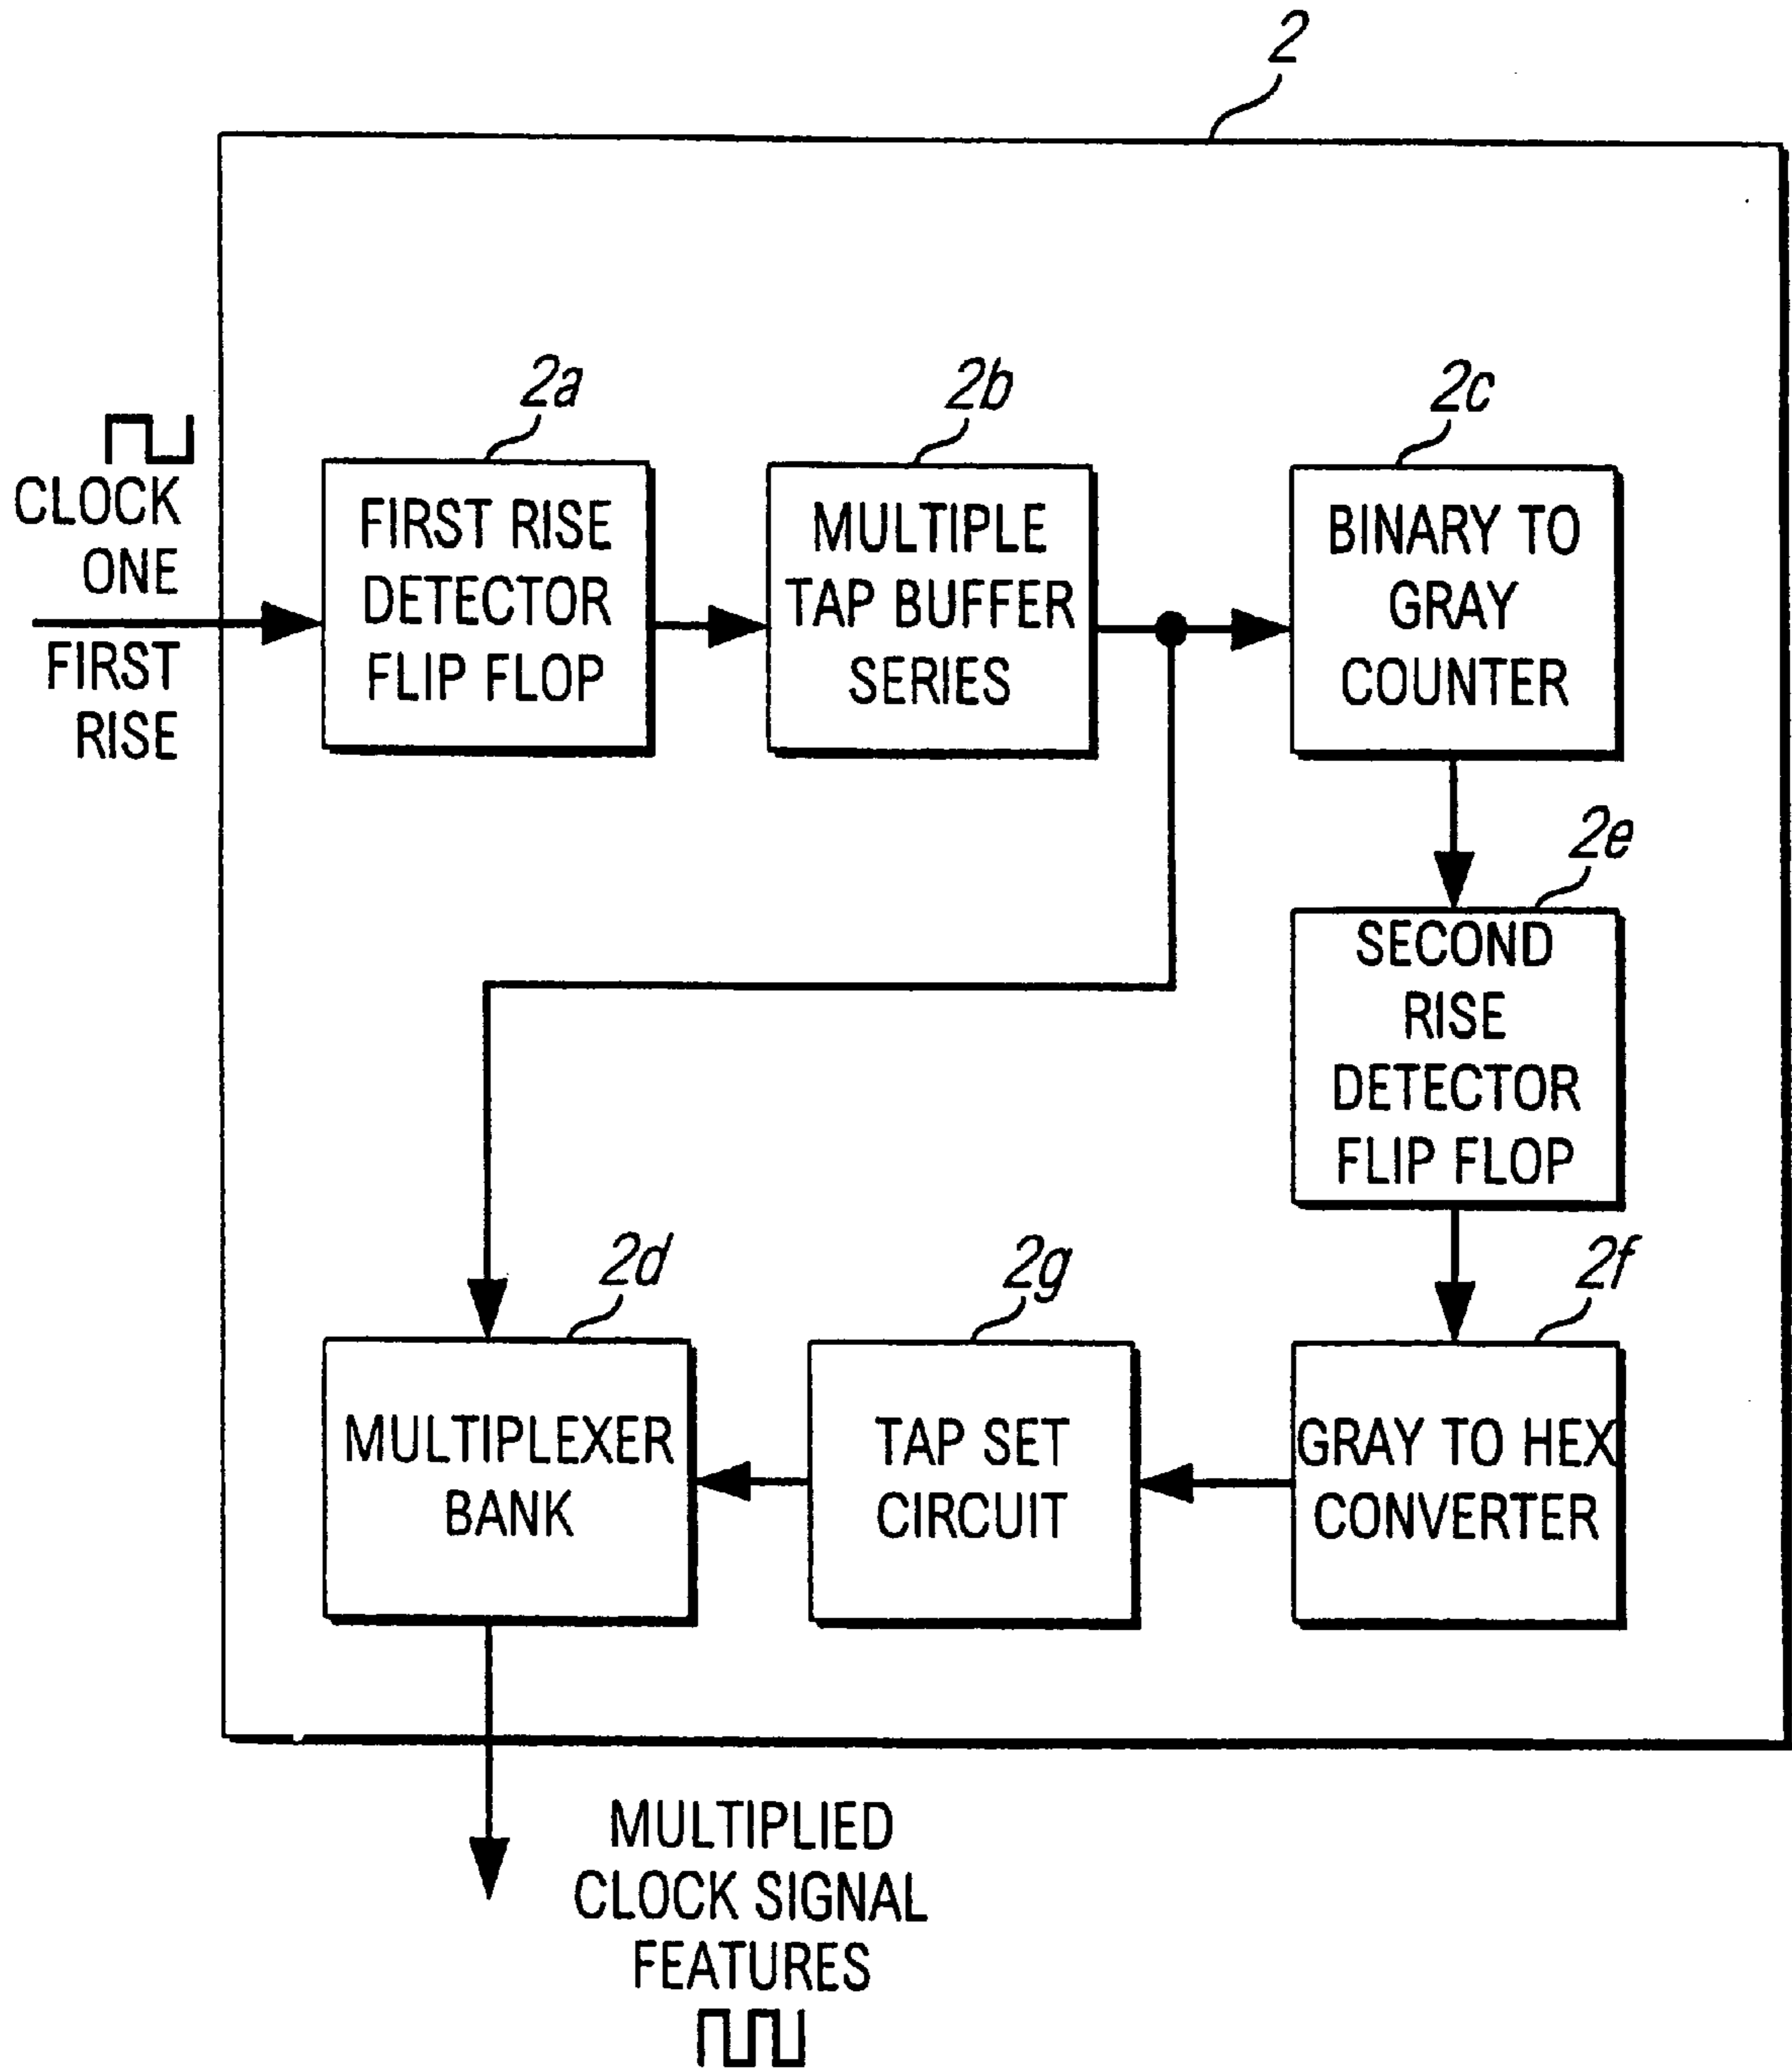 2
2a
2b
2c
CLOCK
ONE
FIRST
RISE
FIRST RISE
DETECTOR
FLIP FLOP
MULTIPLE
TAP BUFFER
SERIES
BINARY TO
GRAY
COUNTER
2e
SECOND
RISE
DETECTOR
FLIP FLOP
2d
2g
2f
MULTIPLEXER
BANK
TAP SET
CIRCUIT
GRAY TO HEX
CONVERTER
MULTIPLIED
CLOCK SIGNAL
FEATURES